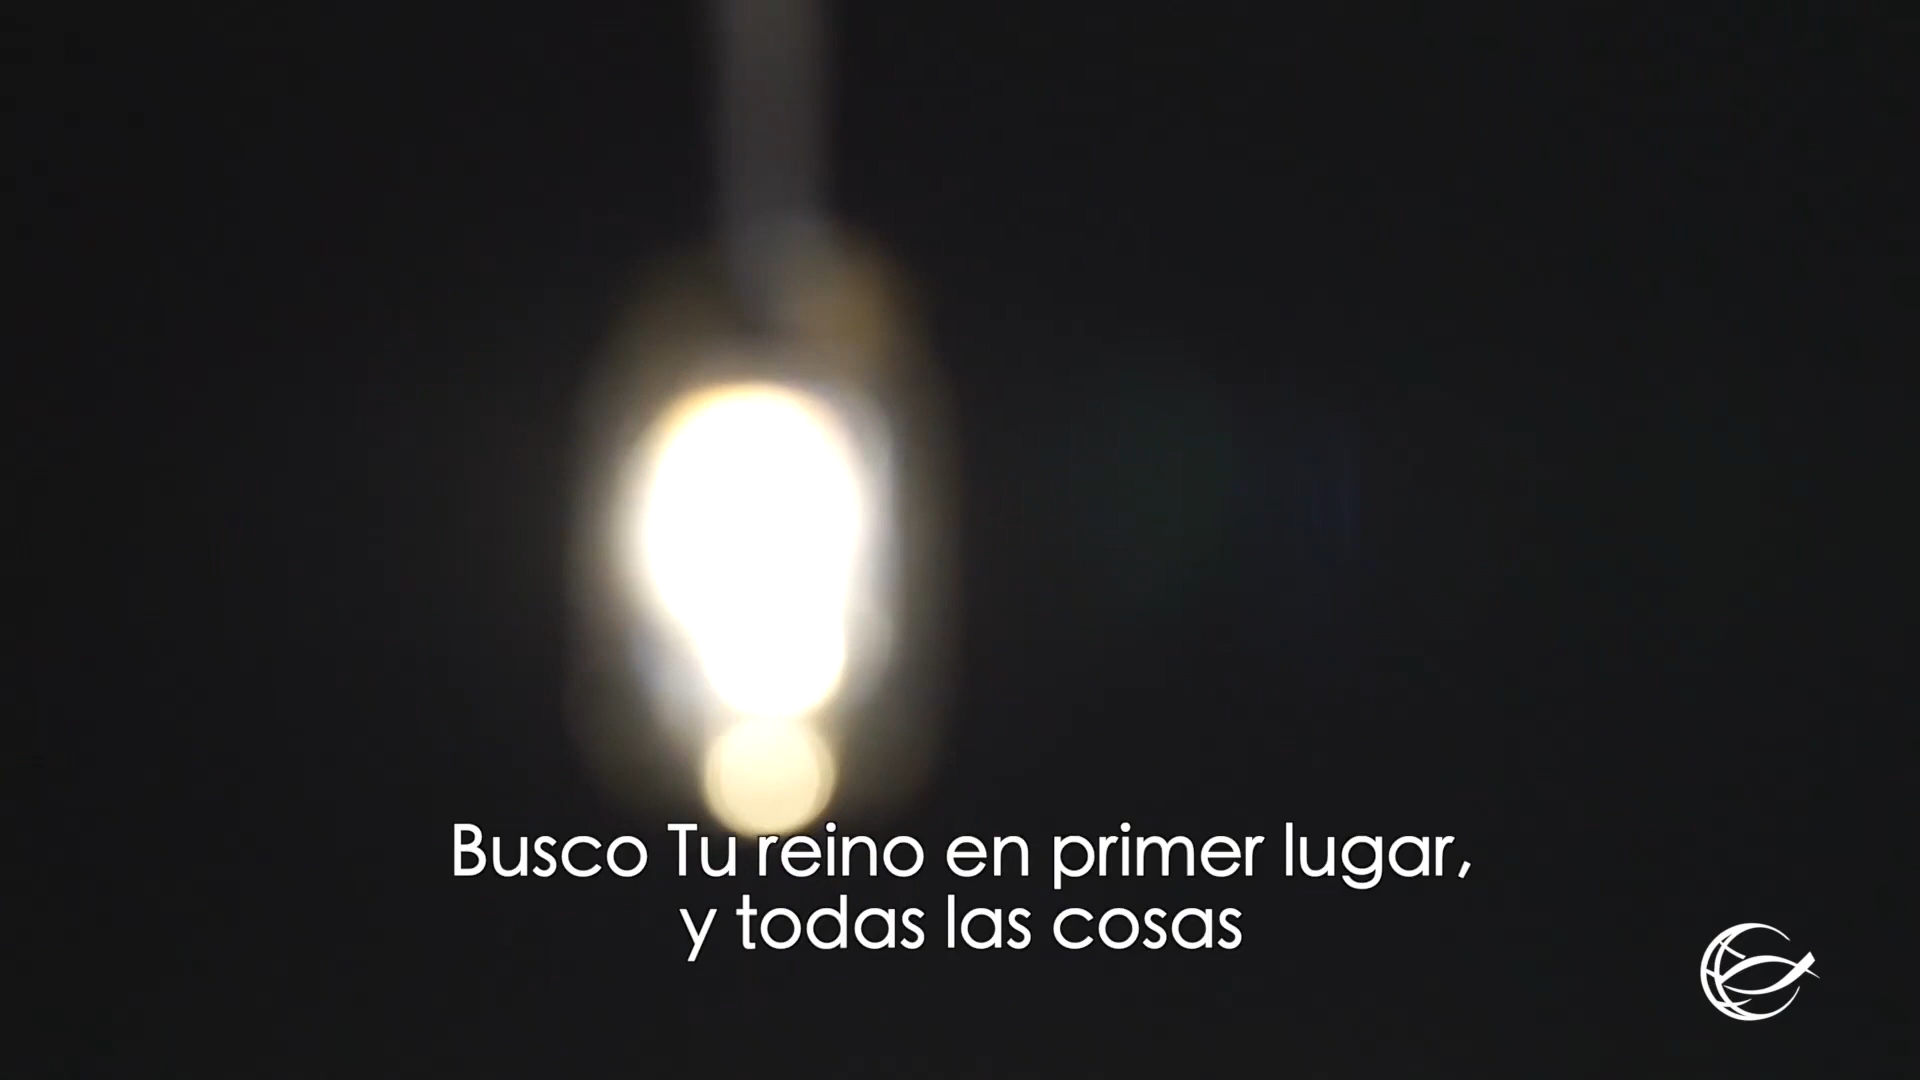 Busco Tu reino en primer lugar,
y todas las cosas